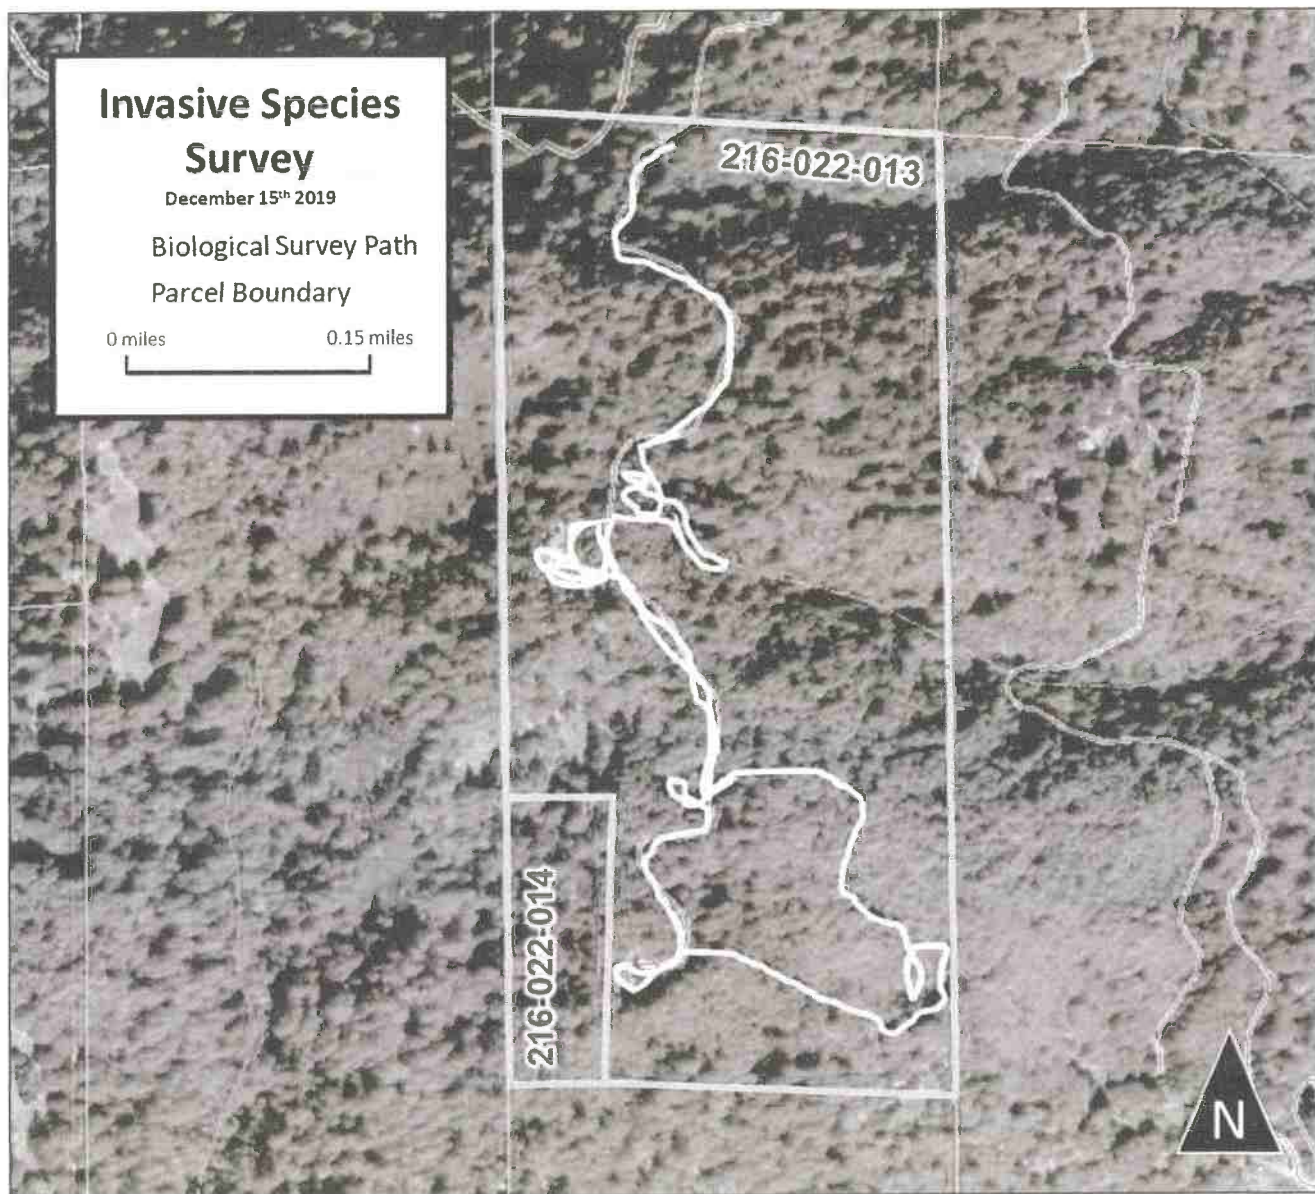 Invasive Species
Survey
December 15th 2019
Biological Survey Path
Parcel Boundary
0 miles 0.15 miles
216-022-013
216-022-014
N